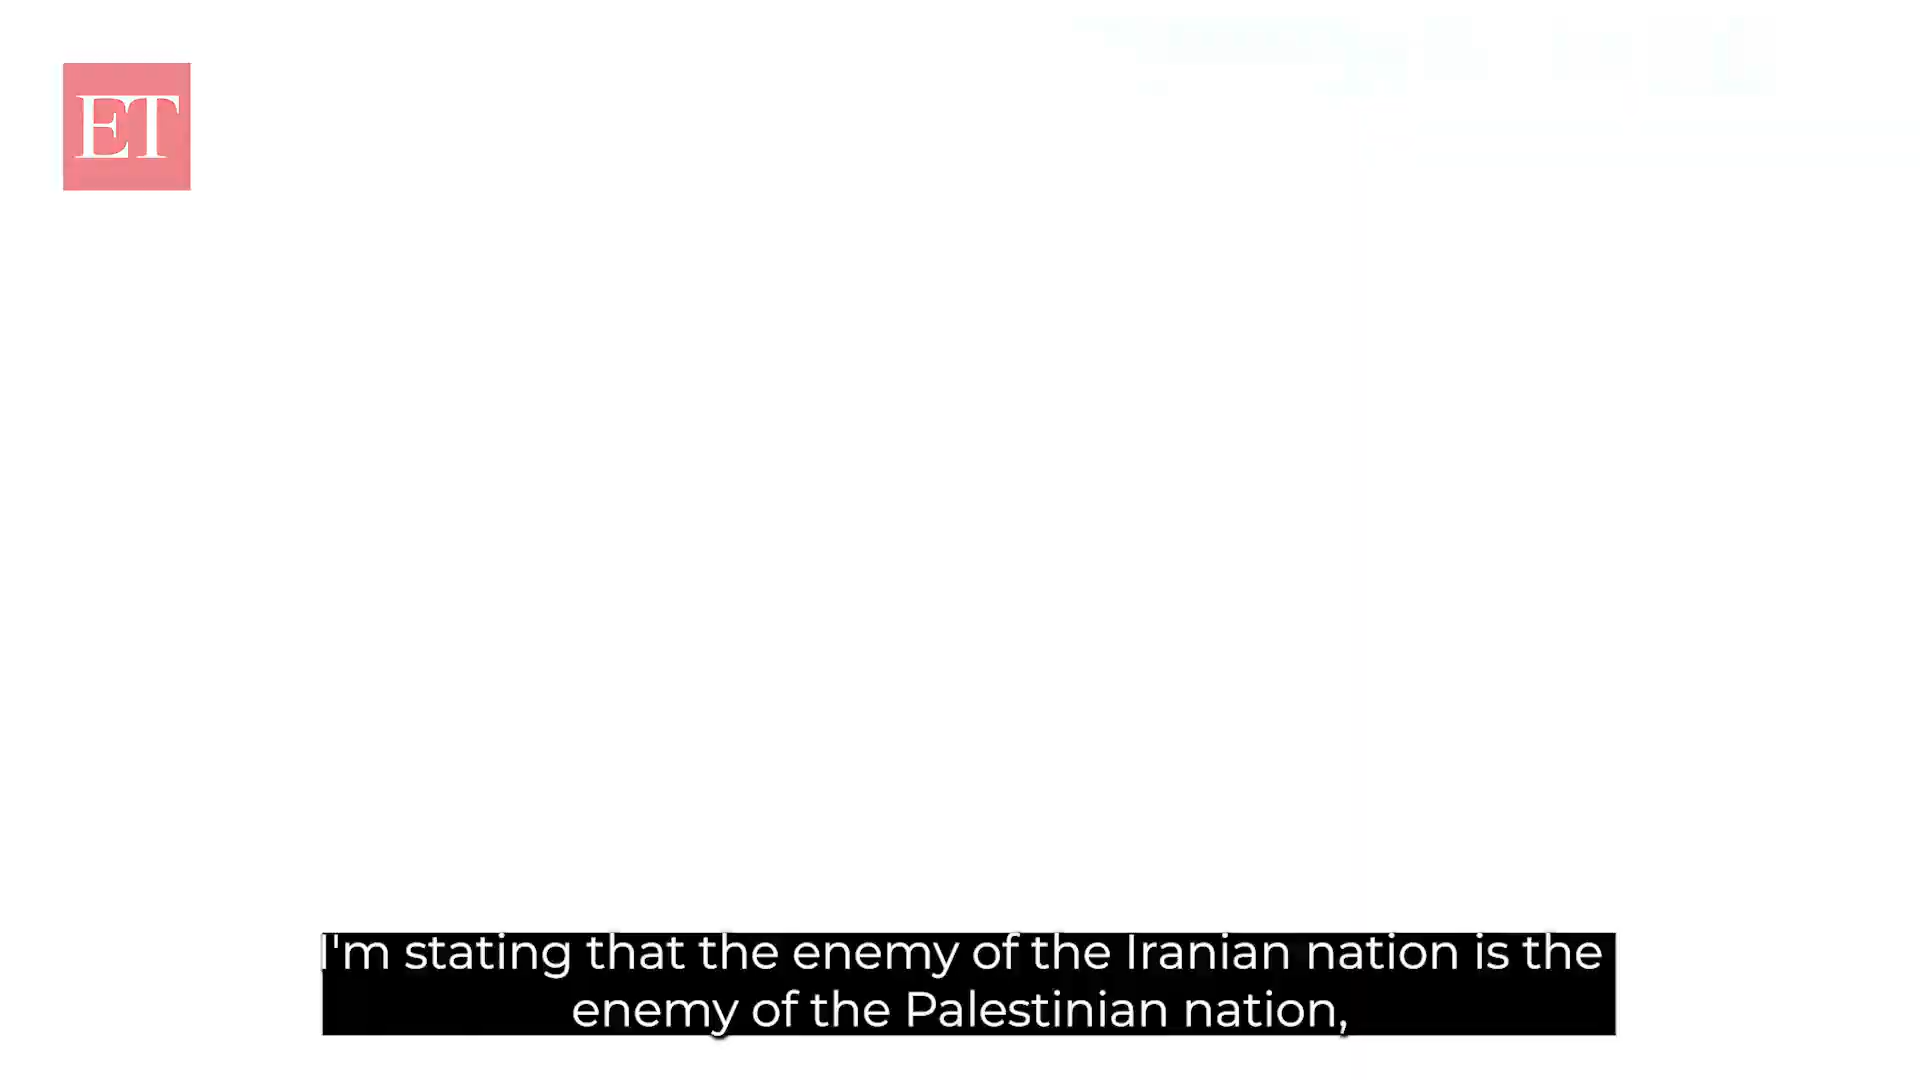 ET
I'm stating that the enemy of the Iranian nation is the
enemy of the Palestinian nation,